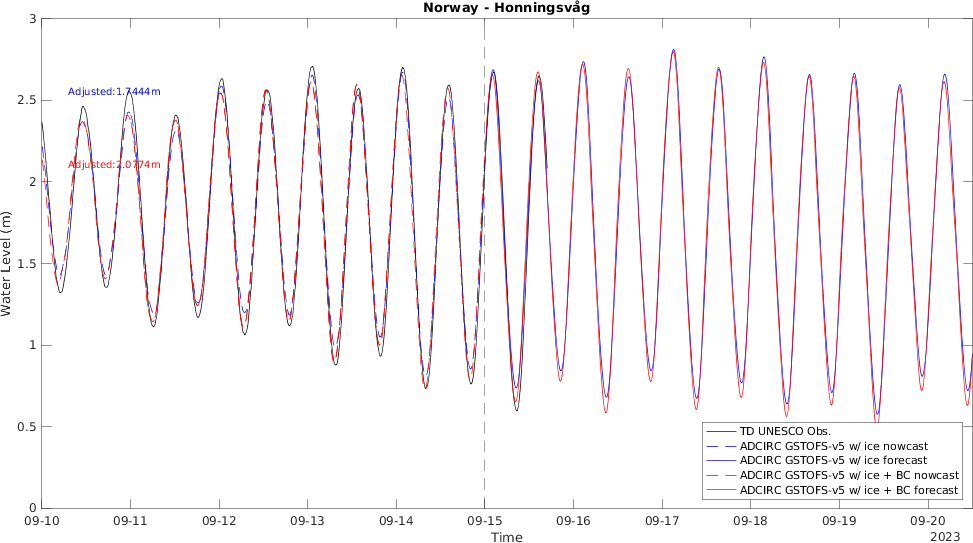 Norway - Honningsvåg
3
2.5
2
1.5
1
0.5
0
Water Level (m)
Adjusted:1.7444m
Adjusted:2.0774m
TD UNESCO Obs.
ADCIRC GSTOFS-v5 w/ ice nowcast
ADCIRC GSTOFS-v5 w/ ice forecast
ADCIRC GSTOFS-v5 w/ ice + BC nowcast
ADCIRC GSTOFS-v5 w/ ice + BC forecast
09-10 09-11 09-12 09-13 09-14 09-15 09-16 09-17 09-18 09-19 09-20
Time
2023